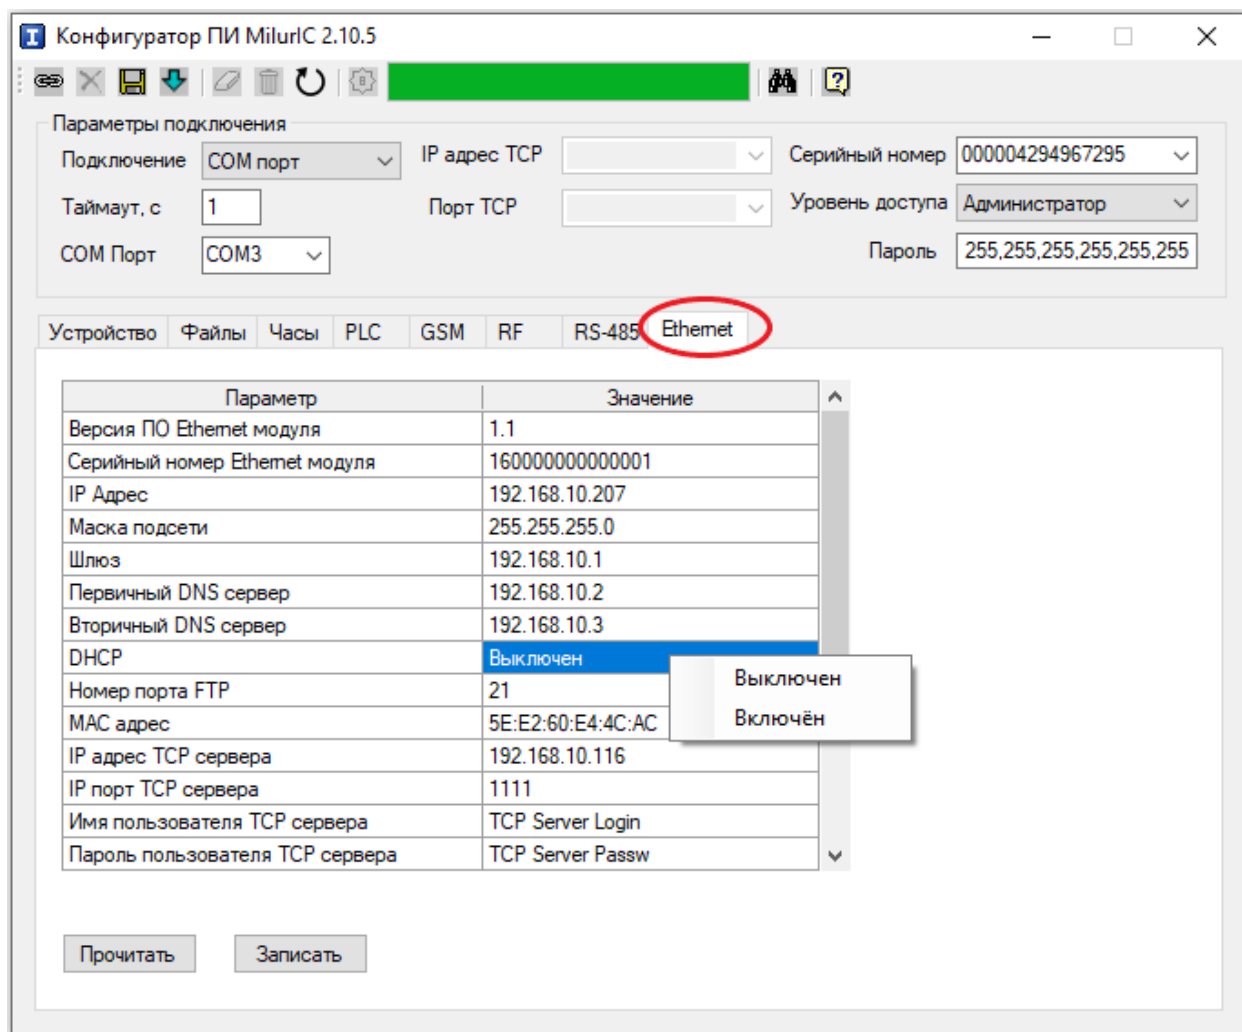 Конфигуратор ПИ MilurIC 2.10.5
Параметры подключения
Подключение COM порт IP адрес TCP Серийный номер 000004294967295
Таймаут, с 1 Порт TCP Уровень доступа Администратор
COM Порт COM3 Пароль 255,255,255,255,255,255
Устройство Файлы Часы PLC GSM RF RS-485 Ethernet
Параметр Значение
Версия ПО Ethernet модуля 1.1
Серийный номер Ethernet модуля 160000000000001
IP Адрес 192.168.10.207
Маска подсети 255.255.255.0
Шлюз 192.168.10.1
Первичный DNS сервер 192.168.10.2
Вторичный DNS сервер 192.168.10.3
DHCP Выключен
Выключен
Номер порта FTP 21
Включён
MAC адрес 5E:E2:60:E4:4C:AC
IP адрес TCP сервера 192.168.10.116
IP порт TCP сервера 1111
Имя пользователя TCP сервера TCP Server Login
Пароль пользователя TCP сервера TCP Server Passw
Прочитать Записать